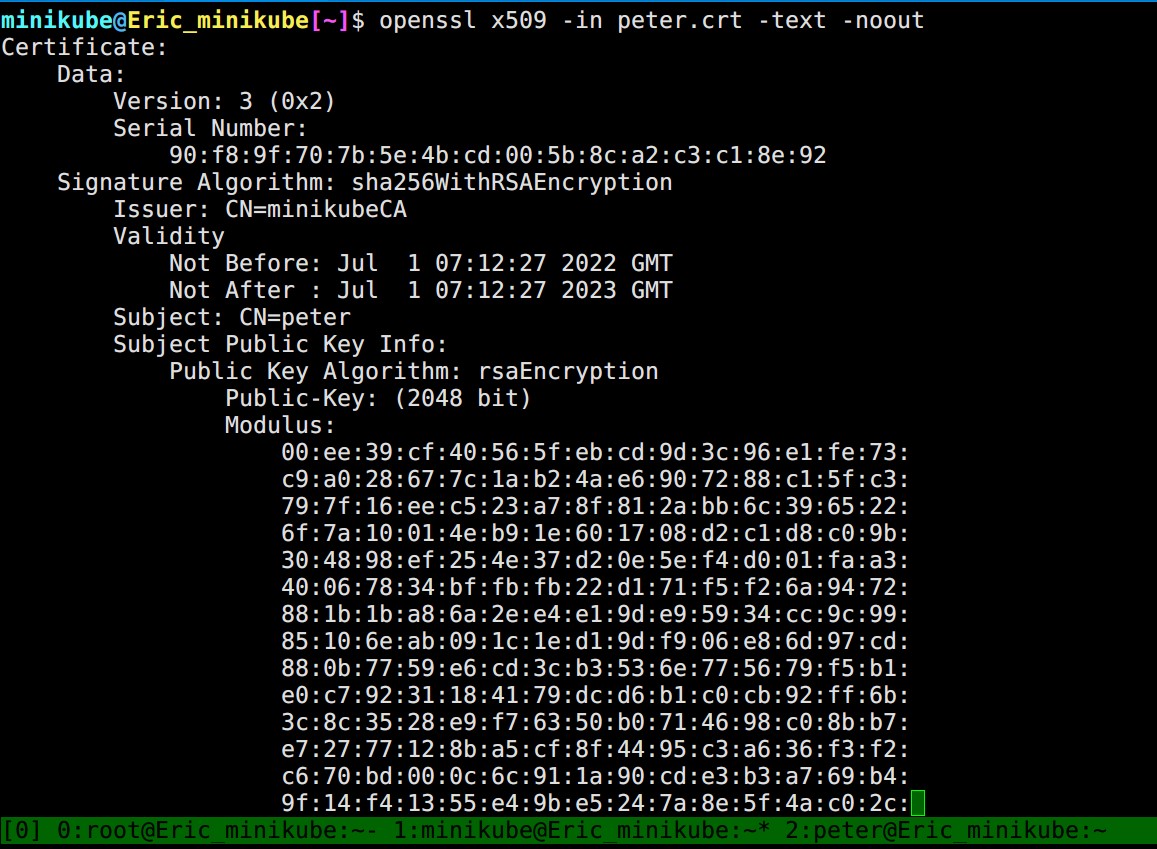 minikube@Eric_minikube[~]$ openssl x509 -in peter.crt -text -noout
Certificate:
    Data:
        Version: 3 (0x2)
        Serial Number:
            90:f8:9f:70:7b:5e:4b:cd:00:5b:8c:a2:c3:c1:8e:92
    Signature Algorithm: sha256WithRSAEncryption
        Issuer: CN=minikubeCA
        Validity
            Not Before: Jul  1 07:12:27 2022 GMT
            Not After : Jul  1 07:12:27 2023 GMT
        Subject: CN=peter
        Subject Public Key Info:
            Public Key Algorithm: rsaEncryption
                Public-Key: (2048 bit)
                Modulus:
                    00:ee:39:cf:40:56:5f:eb:cd:9d:3c:96:e1:fe:73:
                    c9:a0:28:67:7c:1a:b2:4a:e6:90:72:88:c1:5f:c3:
                    79:7f:16:ee:c5:23:a7:8f:81:2a:bb:6c:39:65:22:
                    6f:7a:10:01:4e:b9:1e:60:17:08:d2:c1:d8:c0:9b:
                    30:48:98:ef:25:4e:37:d2:0e:5e:f4:d0:01:fa:a3:
                    40:06:78:34:bf:fb:fb:22:d1:71:f5:f2:6a:94:72:
                    88:1b:1b:a8:6a:2e:e4:e1:9d:e9:59:34:cc:9c:99:
                    85:10:6e:ab:09:1c:1e:d1:9d:f9:06:e8:6d:97:cd:
                    88:0b:77:59:e6:cd:3c:b3:53:6e:77:56:79:f5:b1:
                    e0:c7:92:31:18:41:79:dc:d6:b1:c0:cb:92:ff:6b:
                    3c:8c:35:28:e9:f7:63:50:b0:71:46:98:c0:8b:b7:
                    e7:27:77:12:8b:a5:cf:8f:44:95:c3:a6:36:f3:f2:
                    c6:70:bd:00:0c:6c:91:1a:90:cd:e3:b3:a7:69:b4:
                    9f:14:f4:13:55:e4:9b:e5:24:7a:8e:5f:4a:c0:2c:
[0] 0:root@Eric_minikube:~- 1:minikube@Eric_minikube:~* 2:peter@Eric_minikube:~